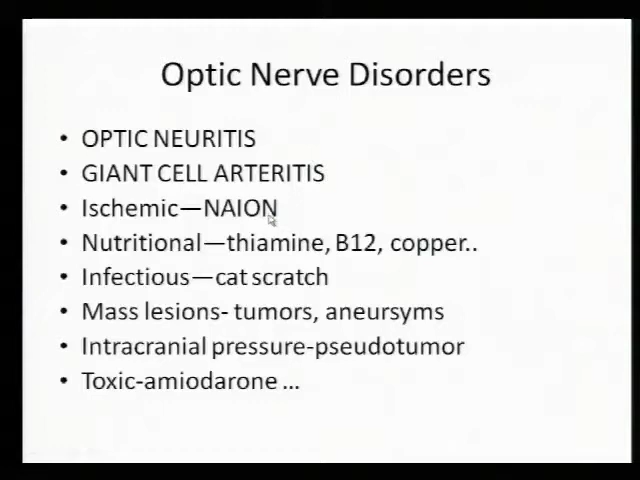 Optic Nerve Disorders
• OPTIC NEURITIS
• GIANT CELL ARTERITIS
• Ischemic—NAION
• Nutritional—thiamine, B12, copper..
• Infectious—cat scratch
• Mass lesions- tumors, aneursyms
• Intracranial pressure-pseudotumor
• Toxic-amiodarone ...